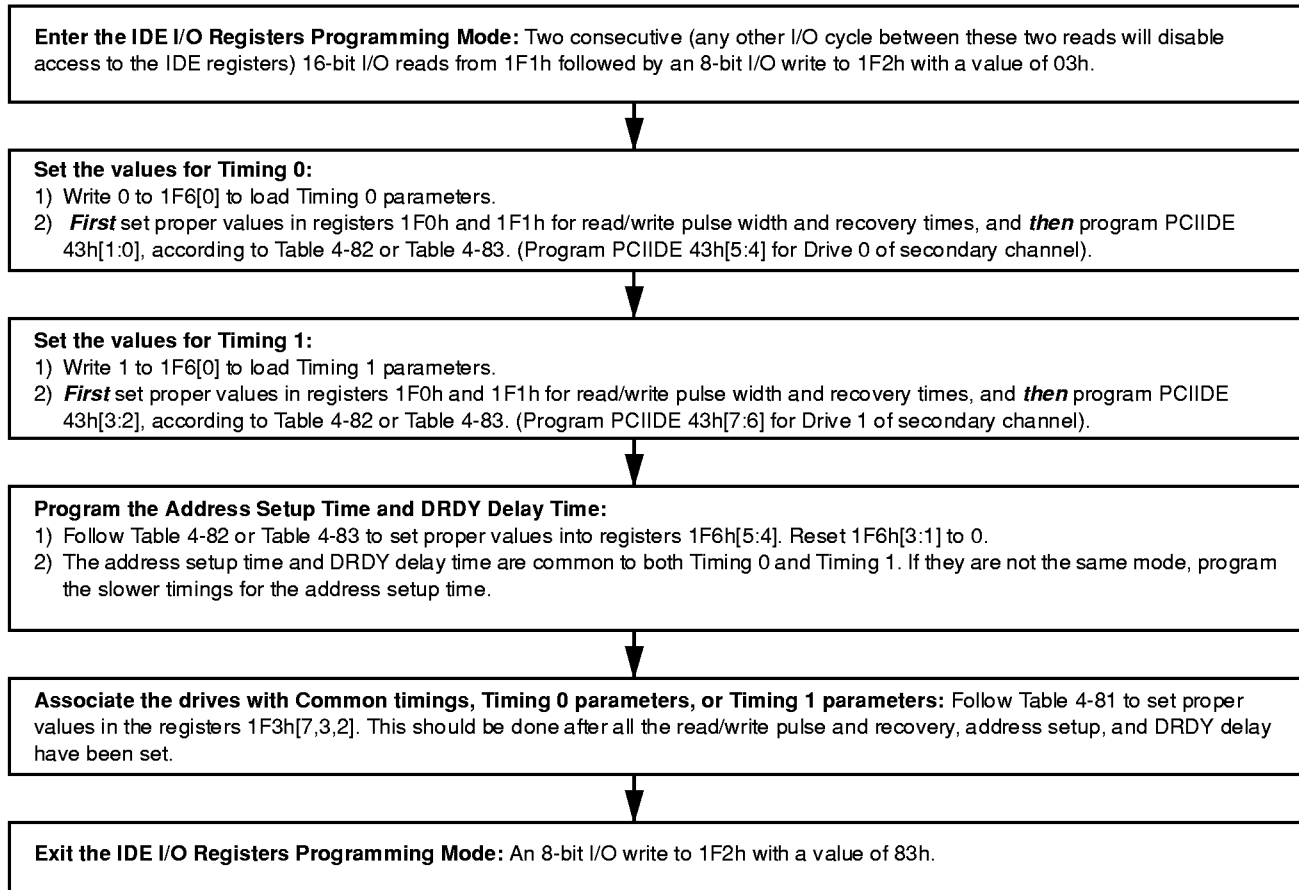 Enter the IDE I/O Registers Programming Mode: Two consecutive (any other I/O cycle between these two reads will disable
access to the IDE registers) 16-bit I/O reads from 1F1h followed by an 8-bit I/O write to 1F2h with a value of 03h.
Set the values for Timing 0:
1) Write 0 to 1F6[0] to load Timing 0 parameters.
2) First set proper values in registers 1F0h and 1F1h for read/write pulse width and recovery times, and then program PCIIDE
43h[1:0], according to Table 4-82 or Table 4-83. (Program PCIIDE 43h[5:4] for Drive 0 of secondary channel).
Set the values for Timing 1:
1) Write 1 to 1F6[0] to load Timing 1 parameters.
2) First set proper values in registers 1F0h and 1F1h for read/write pulse width and recovery times, and then program PCIIDE
43h[3:2], according to Table 4-82 or Table 4-83. (Program PCIIDE 43h[7:6] for Drive 1 of secondary channel).
Program the Address Setup Time and DRDY Delay Time:
1) Follow Table 4-82 or Table 4-83 to set proper values into registers 1F6h[5:4]. Reset 1F6h[3:1] to 0.
2) The address setup time and DRDY delay time are common to both Timing 0 and Timing 1. If they are not the same mode, program
the slower timings for the address setup time.
Associate the drives with Common timings, Timing 0 parameters, or Timing 1 parameters: Follow Table 4-81 to set proper
values in the registers 1F3h[7,3,2]. This should be done after all the read/write pulse and recovery, address setup, and DRDY delay
have been set.
Exit the IDE I/O Registers Programming Mode: An 8-bit I/O write to 1F2h with a value of 83h.